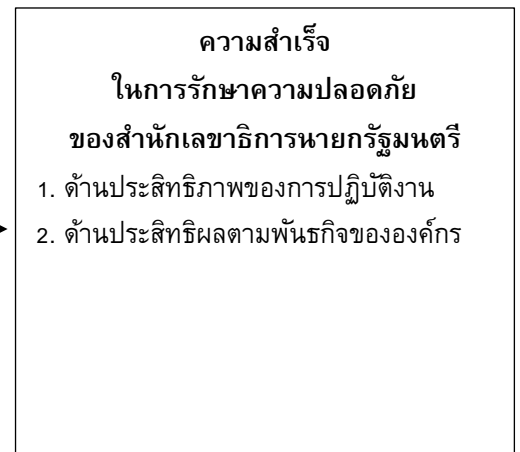 ความสำเร็จ
ในการรักษาความปลอดภัย
ของสำนักเลขาธิการนายกรัฐมนตรี
1. ด้านประสิทธิภาพของการปฏิบัติงาน
2. ด้านประสิทธิผลตามพันธกิจขององค์กร